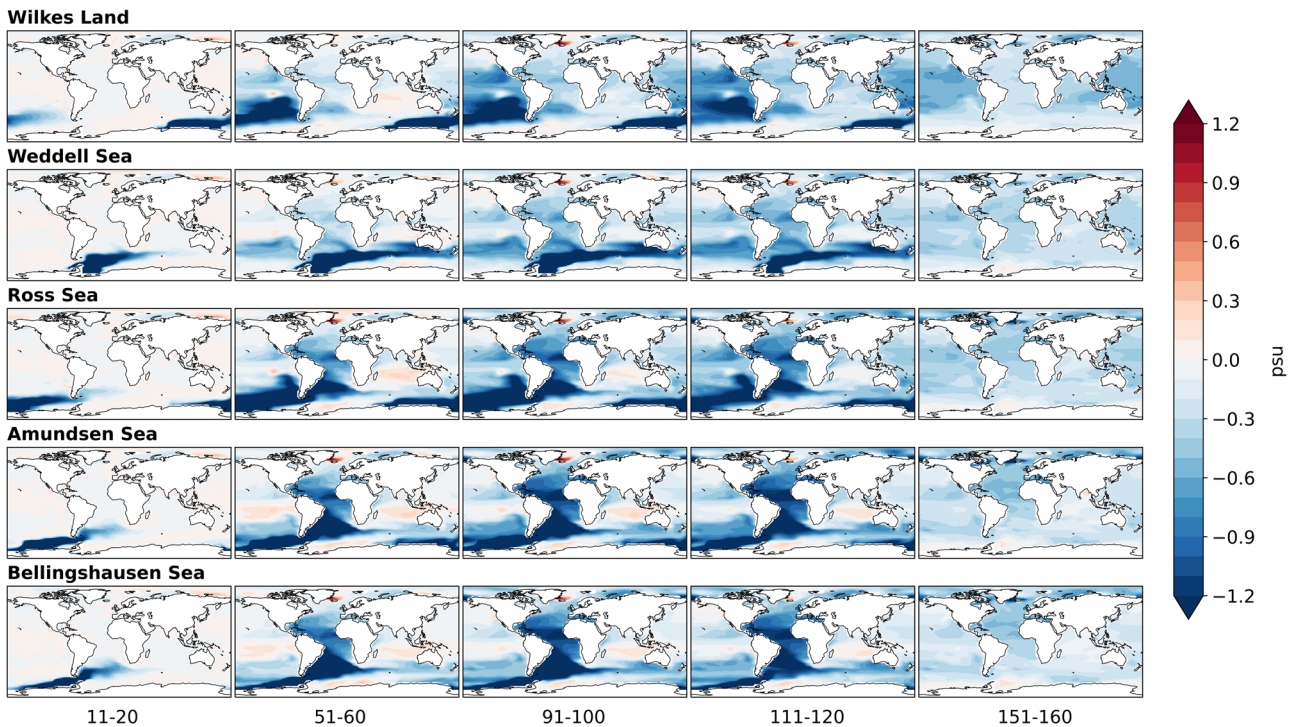 Wilkes Land
Weddell Sea
Ross Sea
Amundsen Sea
Bellingshausen Sea
11-20
51-60
91-100
111-120
151-160
1.2
0.9
0.6
0.3
0.0
−0.3
−0.6
−0.9
−1.2
psu